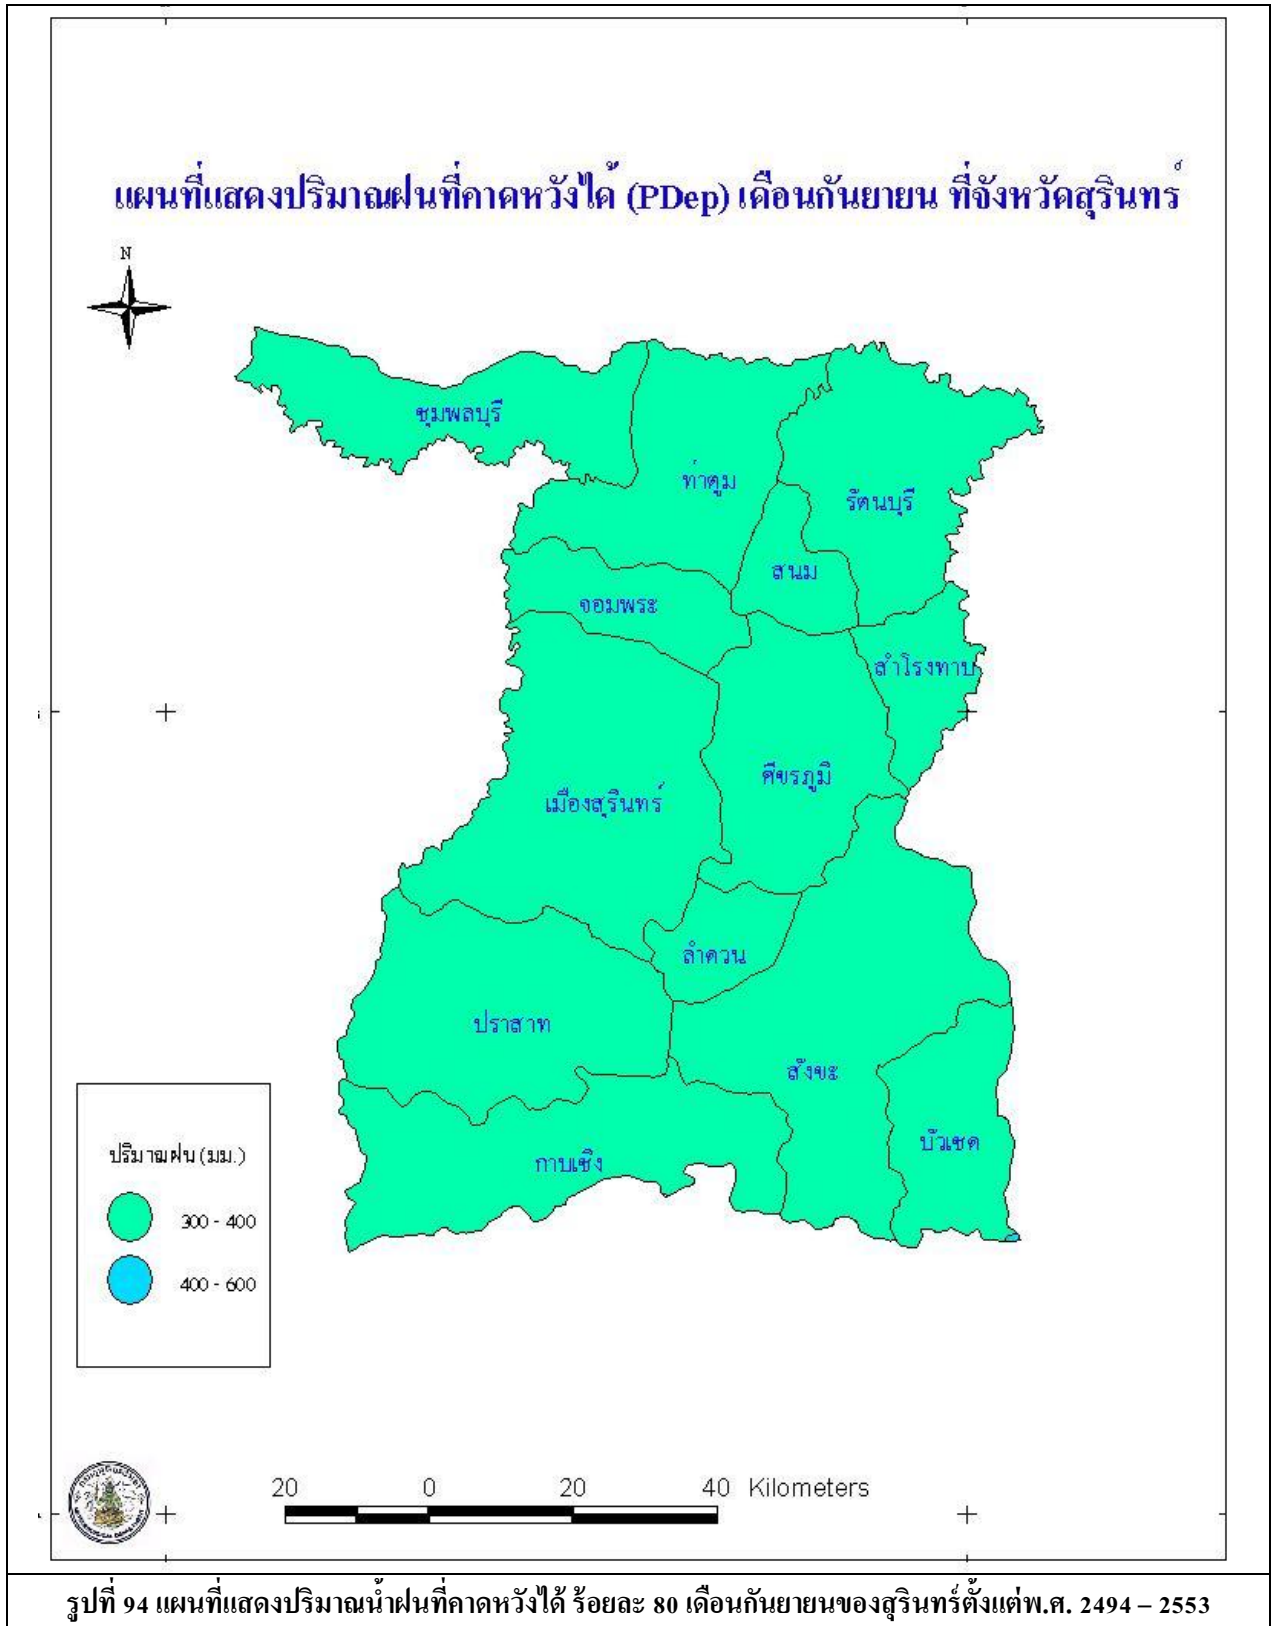 แผนที่แสดงปริมาณฝนที่คาดหวังได้ (PDep) เดือนกันยายน ที่จังหวัดสุรินทร์
N
ชุมพลบุรี
ท่าตูม
รัตนบุรี
สนม
จอมพระ
สำโรงทาบ
ศีขรภูมิ
เมืองสุรินทร์
ลำดวน
ปราสาท
สังขะ
บัวเชด
กาบเชิง
ปริมาณฝน (มม.)
300 - 400
400 - 600
20 0 20 40 Kilometers
รูปที่ 94 แผนที่แสดงปริมาณน้ำฝนที่คาดหวังได้ ร้อยละ 80 เดือนกันยายนของสุรินทร์ตั้งแต่พ.ศ. 2494 – 2553